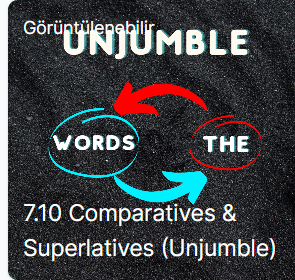 Görüntülenebilir
UNJUMBLE
WORDS
THE
7.10 Comparatives &
Superlatives (Unjumble)